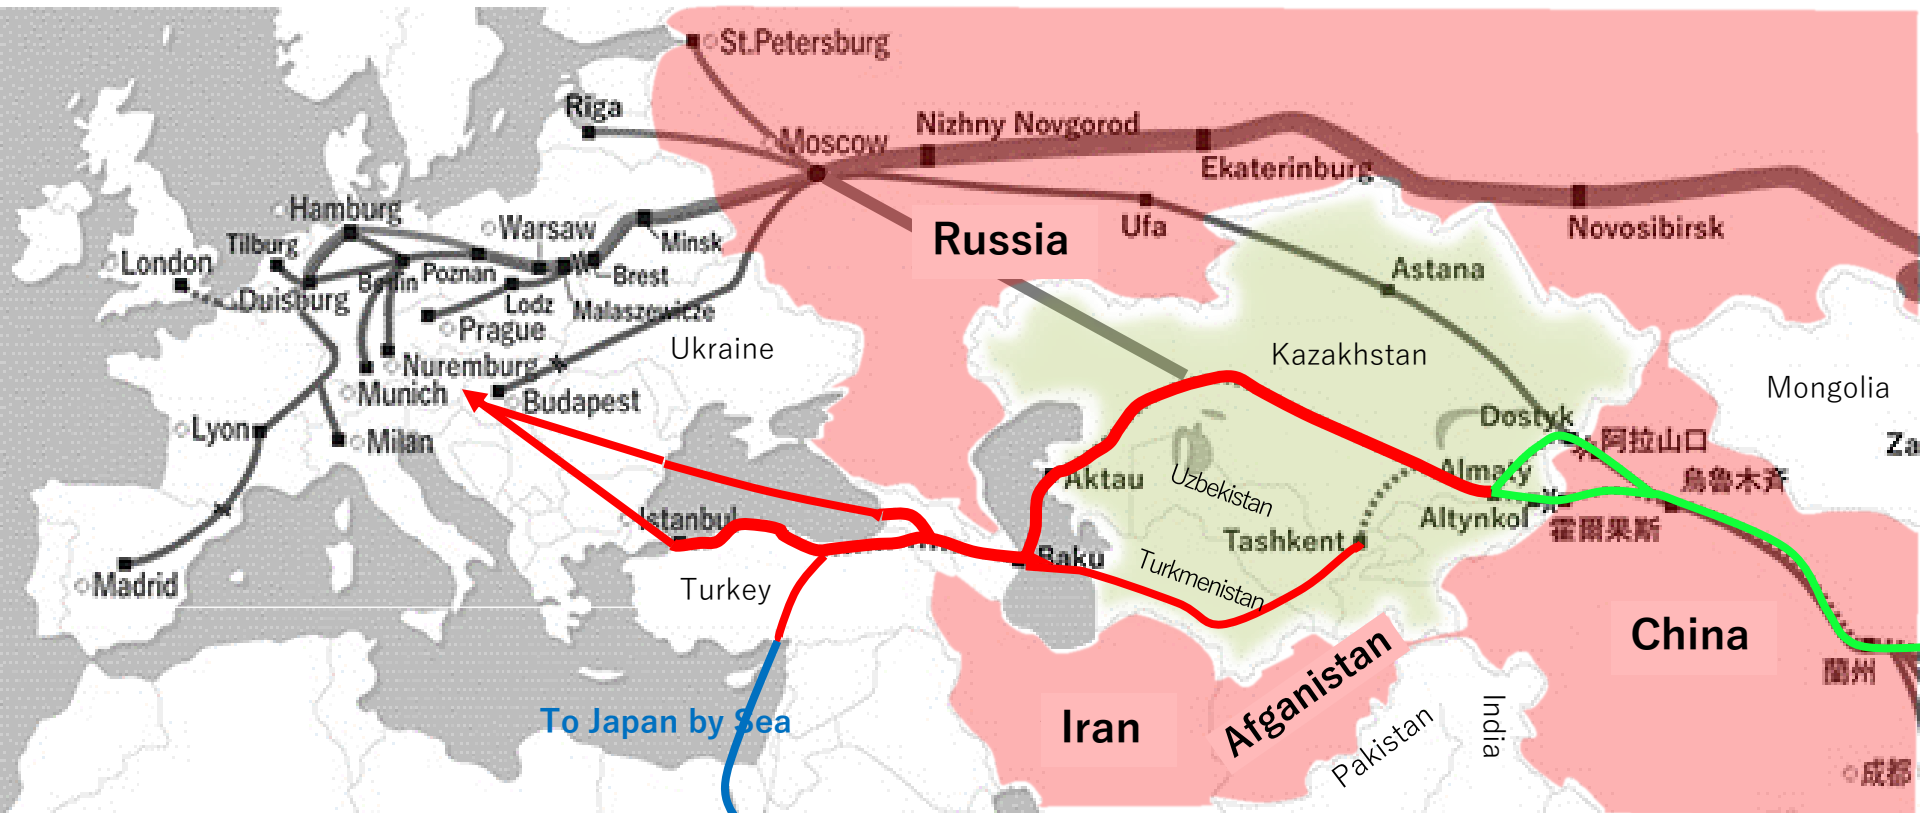 St.Petersburg
Riga
Moscow
Nizhny Novgorod
Ekaterinburg
Novosibirsk
Ufa
Russia
Hamburg
Tilburg
London
Duisburg
Berlin
Poznan
Warsaw
Minsk
Brest
Lodz
Malaszewicze
Prague
Nuremburg
Munich
Budapest
Ukraine
Lyon
Milan
Madrid
Istanbul
Turkey
Baku
Aktau
Astana
Kazakhstan
Uzbekistan
Turkmenistan
Tashkent
Dostyk
Almaty
Altynkol
阿拉山口
烏魯木斉
霍爾果斯
Mongolia
Za
China
蘭州
成都
Iran
Afganistan
Pakistan
India
To Japan by Sea